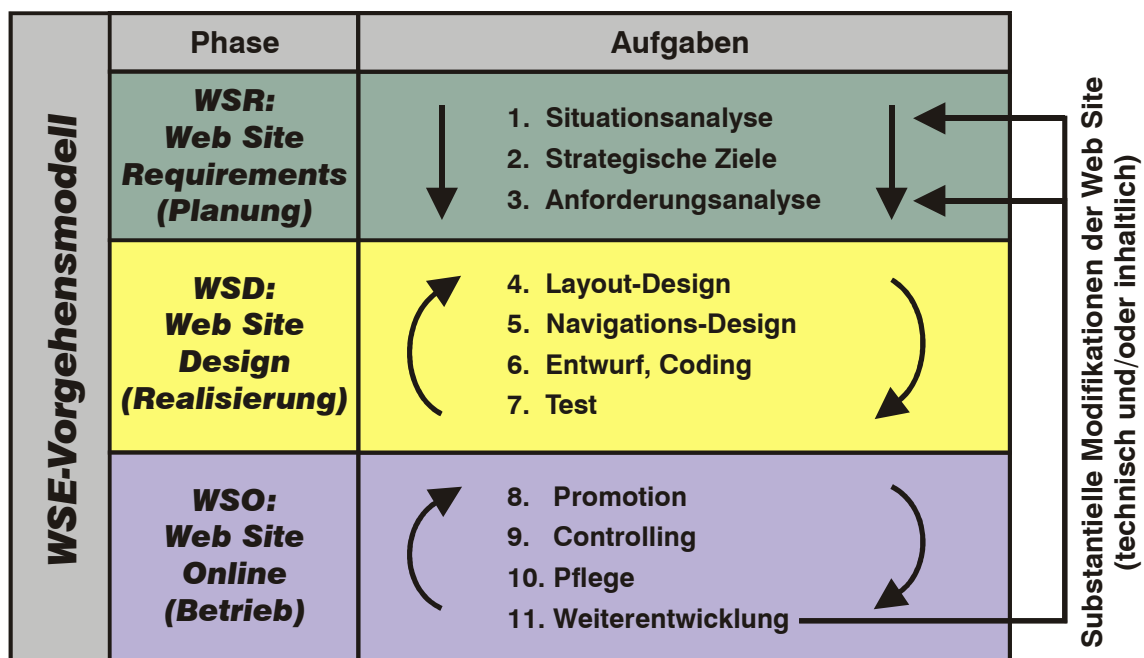 WSE-Vorgehensmodell
Phase
Aufgaben
WSR:
Web Site
Requirements
(Planung)
1. Situationsanalyse
2. Strategische Ziele
3. Anforderungsanalyse
WSD:
Web Site
Design
(Realisierung)
4. Layout-Design
5. Navigations-Design
6. Entwurf, Coding
7. Test
WSO:
Web Site
Online
(Betrieb)
8. Promotion
9. Controlling
10. Pflege
11. Weiterentwicklung
Substantielle Modifikationen der Web Site
(technisch und/oder inhaltlich)